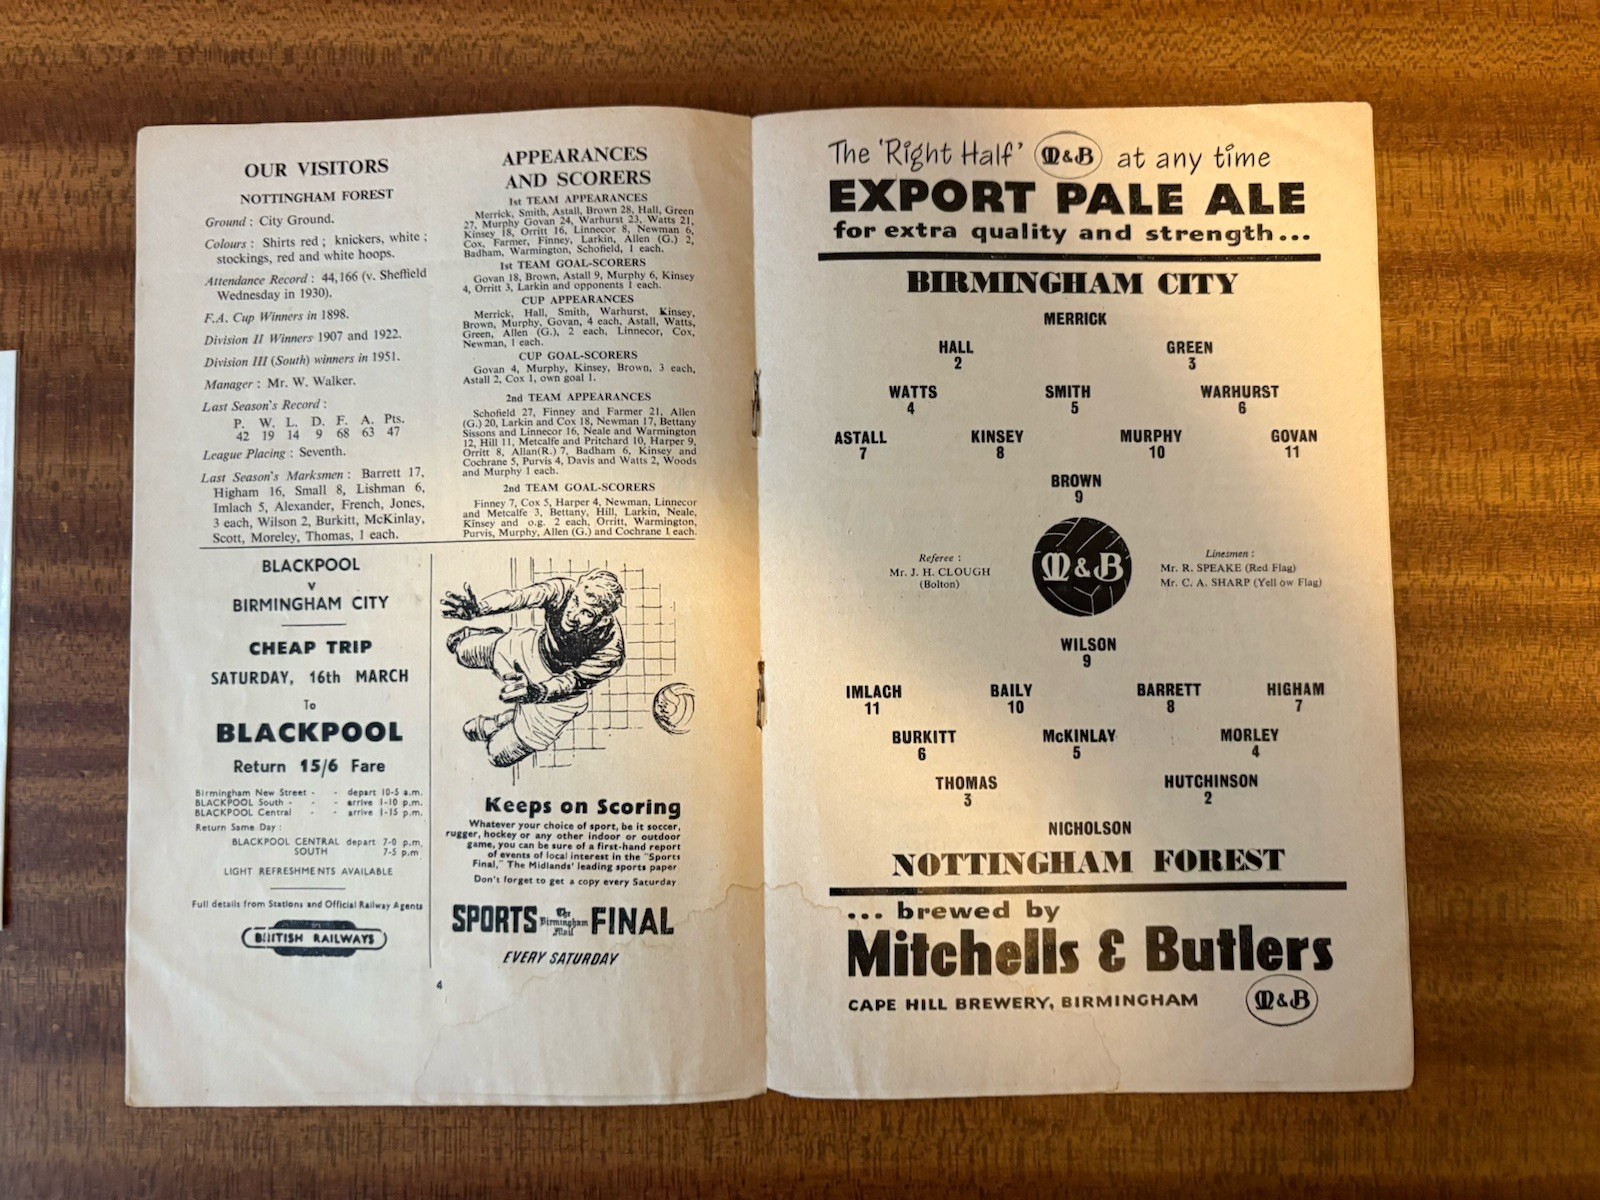 OUR VISITORS
NOTTINGHAM FOREST
Ground : City Ground.
Colours : Shirts red ; knickers, white ;
stockings, red and white hoops.
Attendance Record : 44,166 (v. Sheffield
Wednesday in 1930).
F.A. Cup Winners in 1898.
Division II Winners 1907 and 1922.
Division III (South) winners in 1951.
Manager : Mr. W. Walker.
Last Season's Record :
P. W. L. D. F. A. Pts.
42 19 14 9 68 63 47
League Placing : Seventh.
Last Season's Marksmen : Barrett 17,
Higham 16, Small 8, Lishman 6,
Imlach 5, Alexander, French, Jones,
3 each, Wilson 2, Burkitt, McKinlay,
Scott, Moreley, Thomas, 1 each.
APPEARANCES
AND SCORERS
1st TEAM APPEARANCES
Merrick, Smith, Astall, Brown 28, Hall, Green
27, Murphy Govan 24, Warhurst 23, Watts 21,
Kinsey 18, Orritt 16, Linnecor 8, Newman 6,
Cox, Farmer, Finney, Larkin, Allen (G.) 2,
Badham, Warmington, Schofield, 1 each.
1st TEAM GOAL-SCORERS
Govan 18, Brown, Astall 9, Murphy 6, Kinsey
4, Orritt 3, Larkin and opponents 1 each.
CUP APPEARANCES
Merrick, Hall, Smith, Warhurst, Kinsey,
Brown, Murphy, Govan, 4 each, Astall, Watts,
Green, Allen (G.), 2 each, Linnecor, Cox,
Newman, 1 each.
CUP GOAL-SCORERS
Govan 4, Murphy, Kinsey, Brown, 3 each,
Astall 2, Cox 1, own goal 1.
2nd TEAM APPEARANCES
Schofield 27, Finney and Farmer 21, Allen
(G.) 20, Larkin and Cox 18, Newman 17, Bettany
Sissons and Linnecor 16, Neale and Warmington
12, Hill 11, Metcalfe and Pritchard 10, Harper 9,
Orritt 8, Allan(R.) 7, Badham 6, Kinsey and
Cochrane 5, Purvis 4, Davis and Watts 2, Woods
and Murphy 1 each.
2nd TEAM GOAL-SCORERS
Finney 7, Cox 5, Harper 4, Newman, Linnecor
and Metcalfe 3, Bettany, Hill, Larkin, Neale,
Kinsey and o.g. 2 each, Orritt, Warmington,
Purvis, Murphy, Allen (G.) and Cochrane 1 each.
BLACKPOOL
v
BIRMINGHAM CITY
CHEAP TRIP
SATURDAY, 16th MARCH
To
BLACKPOOL
Return 15/6 Fare
Birmingham New Street - - depart 10-5 a.m.
BLACKPOOL South - - - arrive 1-10 p.m.
BLACKPOOL Central - - arrive 1-15 p.m.
Return Same Day :
BLACKPOOL CENTRAL depart 7-0 p.m.
SOUTH 7-5 p.m
LIGHT REFRESHMENTS AVAILABLE
Full details from Stations and Official Railway Agents
BRITISH RAILWAYS
Keeps on Scoring
Whatever your choice of sport, be it soccer,
rugger, hockey or any other indoor or outdoor
game, you can be sure of a first-hand report
of events of local interest in the "Sports
Final," The Midlands' leading sports paper
Don't forget to get a copy every Saturday
SPORTS The Birmingham Mail FINAL
EVERY SATURDAY
4
The 'Right Half' M&B at any time
EXPORT PALE ALE
for extra quality and strength...
BIRMINGHAM CITY
MERRICK
HALL GREEN
2 3
WATTS SMITH WARHURST
4 5 6
ASTALL KINSEY MURPHY GOVAN
7 8 10 11
BROWN
9
Referee :
Mr. J. H. CLOUGH
(Bolton)
M&B
Linesmen :
Mr. R. SPEAKE (Red Flag)
Mr. C. A. SHARP (Yellow Flag)
WILSON
9
IMLACH BAILY BARRETT HIGHAM
11 10 8 7
BURKITT McKINLAY MORLEY
6 5 4
THOMAS HUTCHINSON
3 2
NICHOLSON
NOTTINGHAM FOREST
... brewed by
Mitchells & Butlers
CAPE HILL BREWERY, BIRMINGHAM M&B